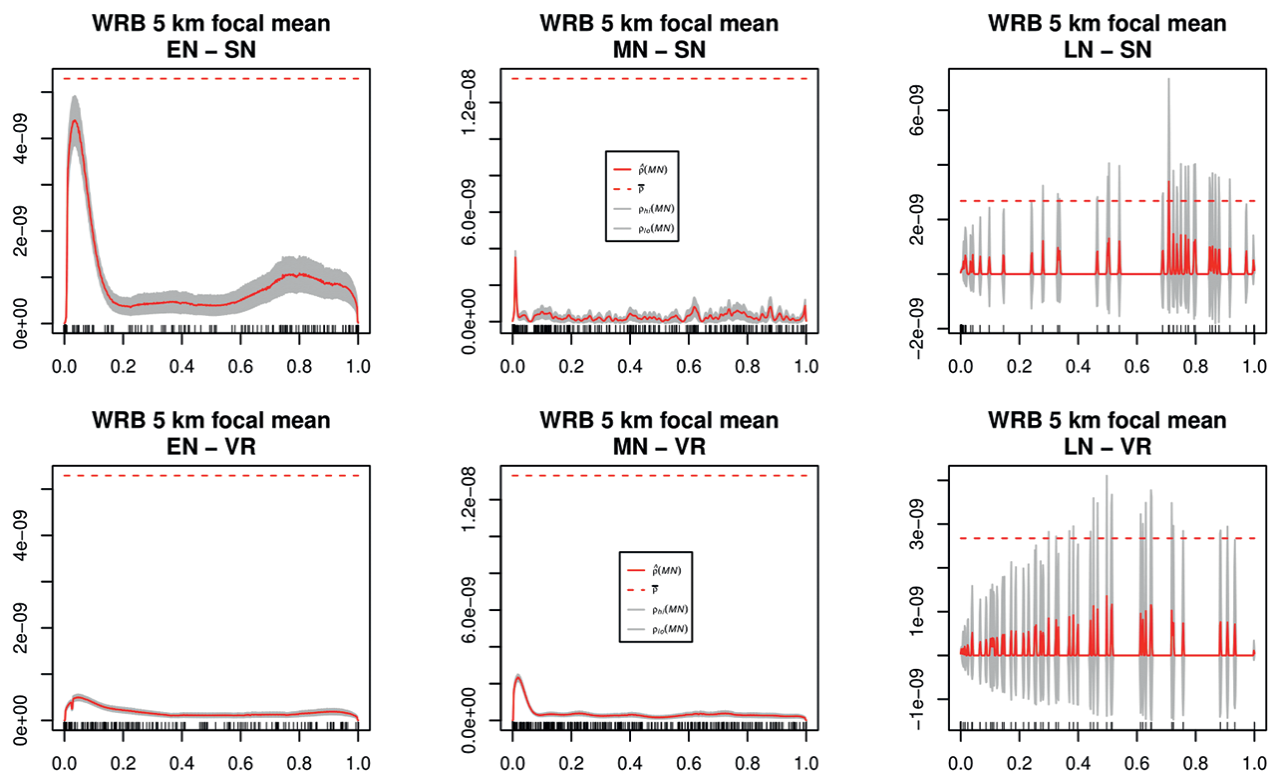 WRB 5 km focal mean
EN – SN
0e+00
2e−09
4e−09
0.0 0.2 0.4 0.6 0.8 1.0
WRB 5 km focal mean
MN – SN
0.0e+00
6.0e−09
1.2e−08
ρ̂(MN)
ρ̅
ρhi(MN)
ρlo(MN)
0.0 0.2 0.4 0.6 0.8 1.0
WRB 5 km focal mean
LN – SN
−2e−09
2e−09
6e−09
0.0 0.2 0.4 0.6 0.8 1.0
WRB 5 km focal mean
EN – VR
0e+00
2e−09
4e−09
0.0 0.2 0.4 0.6 0.8 1.0
WRB 5 km focal mean
MN – VR
0.0e+00
6.0e−09
1.2e−08
ρ̂(MN)
ρ̅
ρhi(MN)
ρlo(MN)
0.0 0.2 0.4 0.6 0.8 1.0
WRB 5 km focal mean
LN – VR
−1e−09
1e−09
3e−09
0.0 0.2 0.4 0.6 0.8 1.0